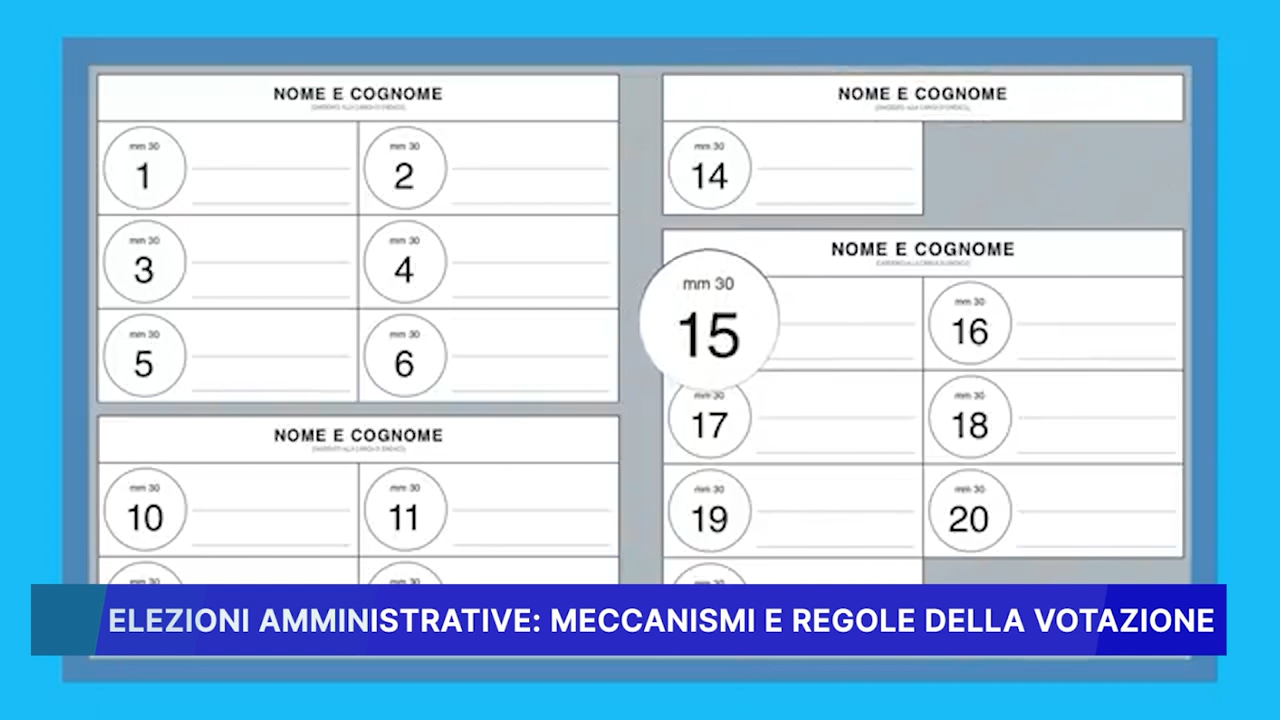 NOME E COGNOME
mm 30
1
mm 30
2
mm 30
3
mm 30
4
mm 30
5
mm 30
6
NOME E COGNOME
mm 30
10
mm 30
11
NOME E COGNOME
mm 30
14
NOME E COGNOME
mm 30
15
mm 30
16
mm 30
17
mm 30
18
mm 30
19
mm 30
20
ELEZIONI AMMINISTRATIVE: MECCANISMI E REGOLE DELLA VOTAZIONE